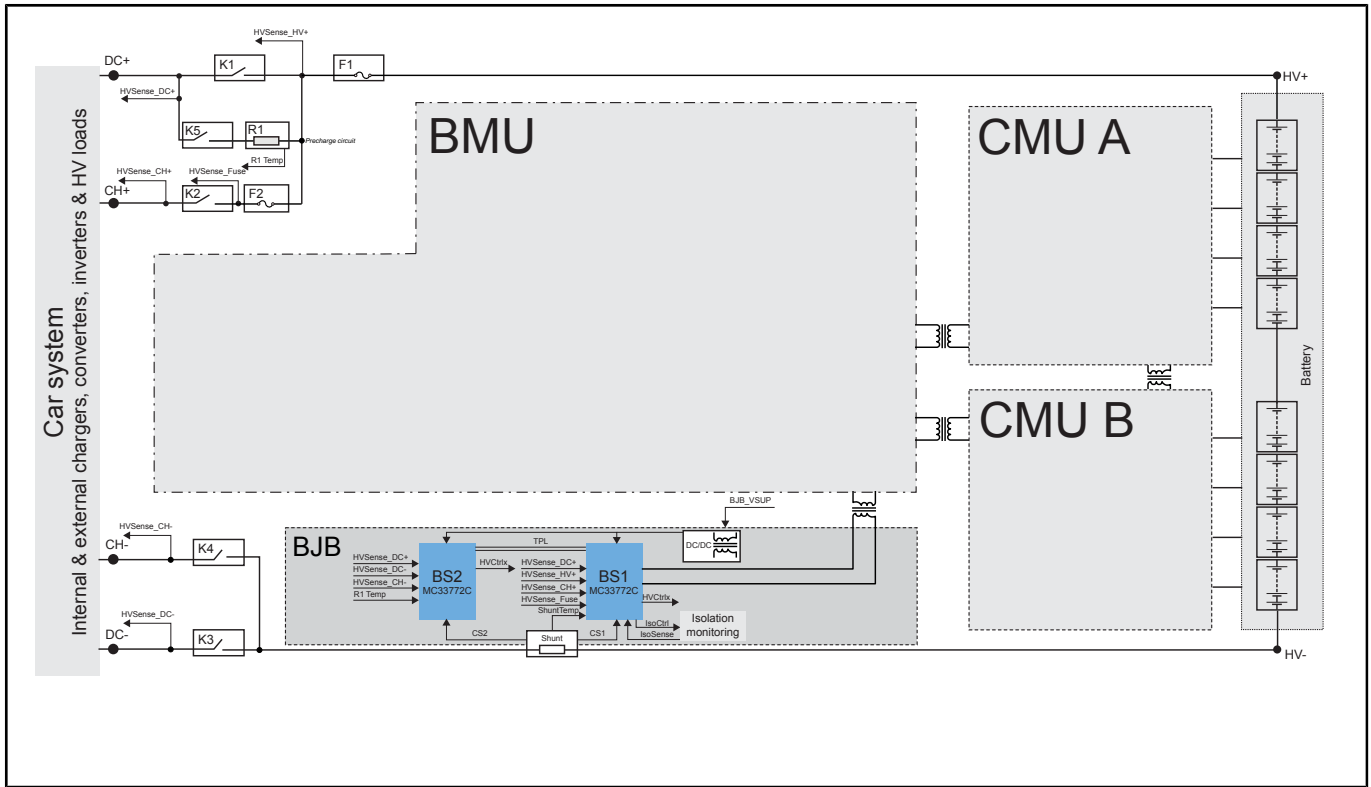 HVSense_HV+
DC+
K1
F1
HV+
HVSense_DC+
K5
R1
Precharge circuit
R1 Temp
HVSense_CH+
HVSense_Fuse
CH+
K2
F2
BMU
CMU A
CMU B
Battery
Car system
Internal & external chargers, converters, inverters & HV loads
HVSense_CH-
CH-
K4
HVSense_DC-
DC-
K3
BJB_VSUP
BJB
DC/DC
TPL
HVSense_DC+
HVSense_DC-
HVSense_CH-
R1 Temp
BS2
MC33772C
HVCtrlx
HVSense_DC+
HVSense_HV+
HVSense_CH+
HVSense_Fuse
ShuntTemp
BS1
MC33772C
HVCtrlx
IsoCtrl
IsoSense
Isolation
monitoring
CS2
Shunt
CS1
HV-